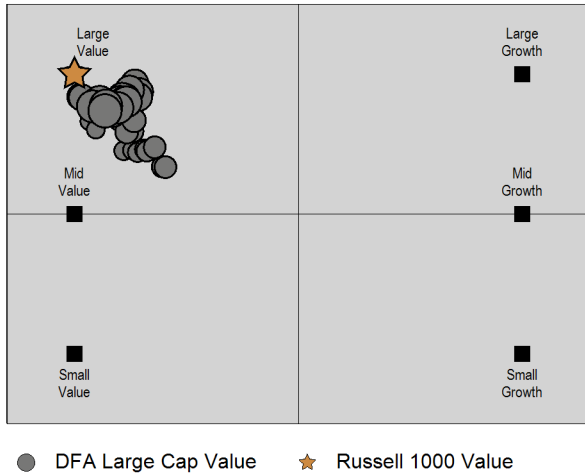 Large
Value
Large
Growth
Mid
Value
Mid
Growth
Small
Value
Small
Growth
DFA Large Cap Value
Russell 1000 Value